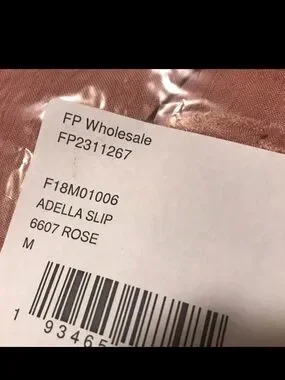 FP Wholesale
FP2311267
F18M01006
ADELLA SLIP
6607 ROSE
M
1 93465